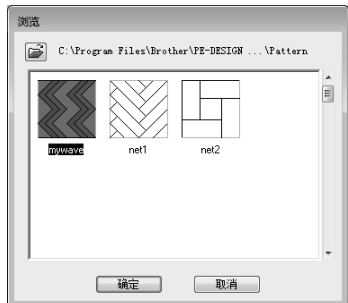 浏览
C:\Program Files\Brother\PE-DESIGN ...\Pattern
mywave net1 net2
确定 取消